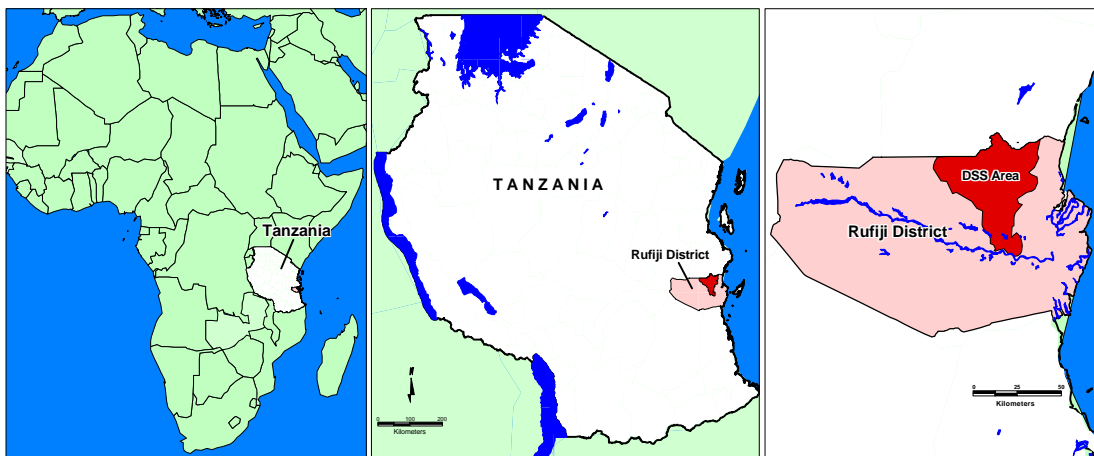 Tanzania
TANZANIA
Rufiji District
N
0 100 200
Kilometers
DSS Area
Rufiji District
0 25 50
Kilometers